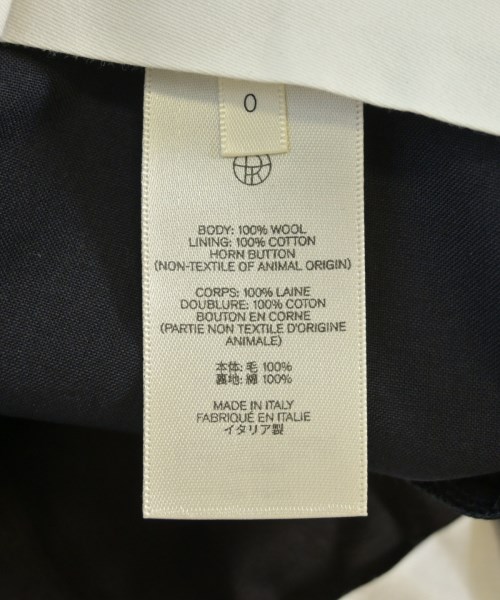 0
BODY: 100% WOOL
LINING: 100% COTTON
HORN BUTTON
(NON-TEXTILE OF ANIMAL ORIGIN)
CORPS: 100% LAINE
DOUBLURE: 100% COTON
BOUTON EN CORNE
(PARTIE NON TEXTILE D'ORIGINE
ANIMALE)
本体: 毛 100%
裏地: 綿 100%
MADE IN ITALY
FABRIQUÉ EN ITALIE
イタリア製